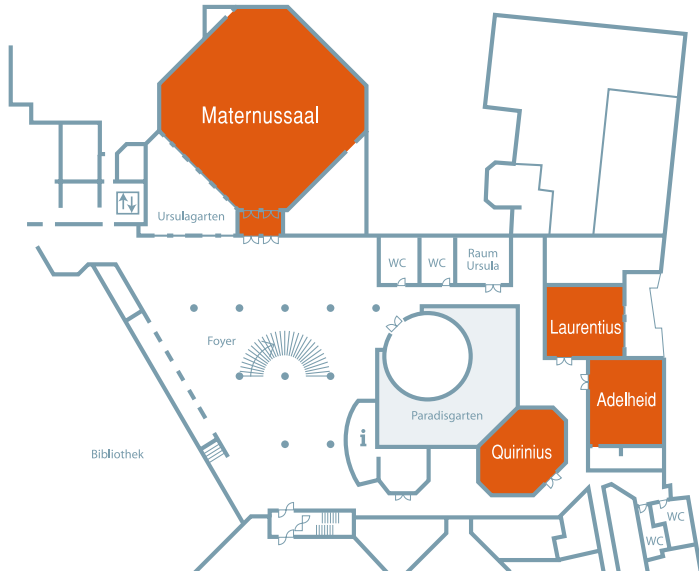 Maternussaal
Ursulagarten
WC
WC
Raum
Ursula
Laurentius
Foyer
Adelheid
Paradisgarten
i
Quirinius
Bibliothek
WC
WC